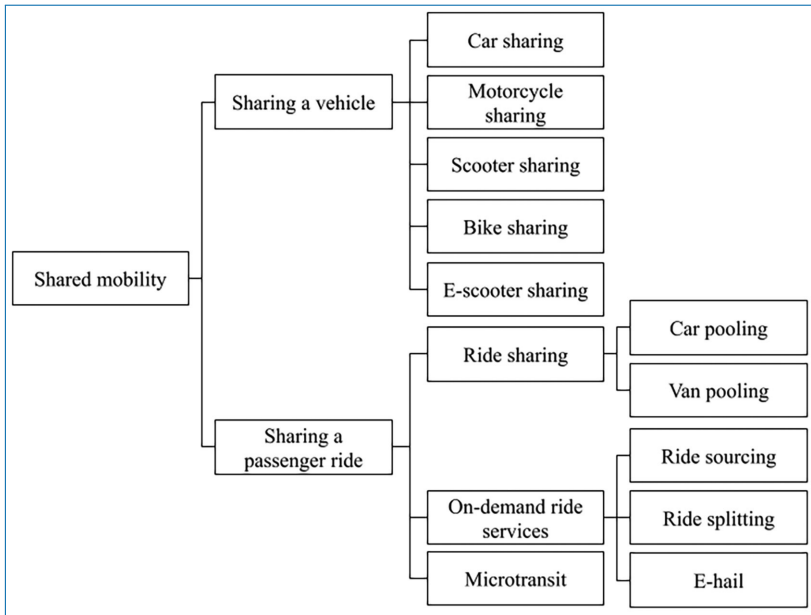 Shared mobility
Sharing a vehicle
Car sharing
Motorcycle
sharing
Scooter sharing
Bike sharing
E-scooter sharing
Sharing a
passenger ride
Ride sharing
Car pooling
Van pooling
On-demand ride
services
Ride sourcing
Ride splitting
E-hail
Microtransit